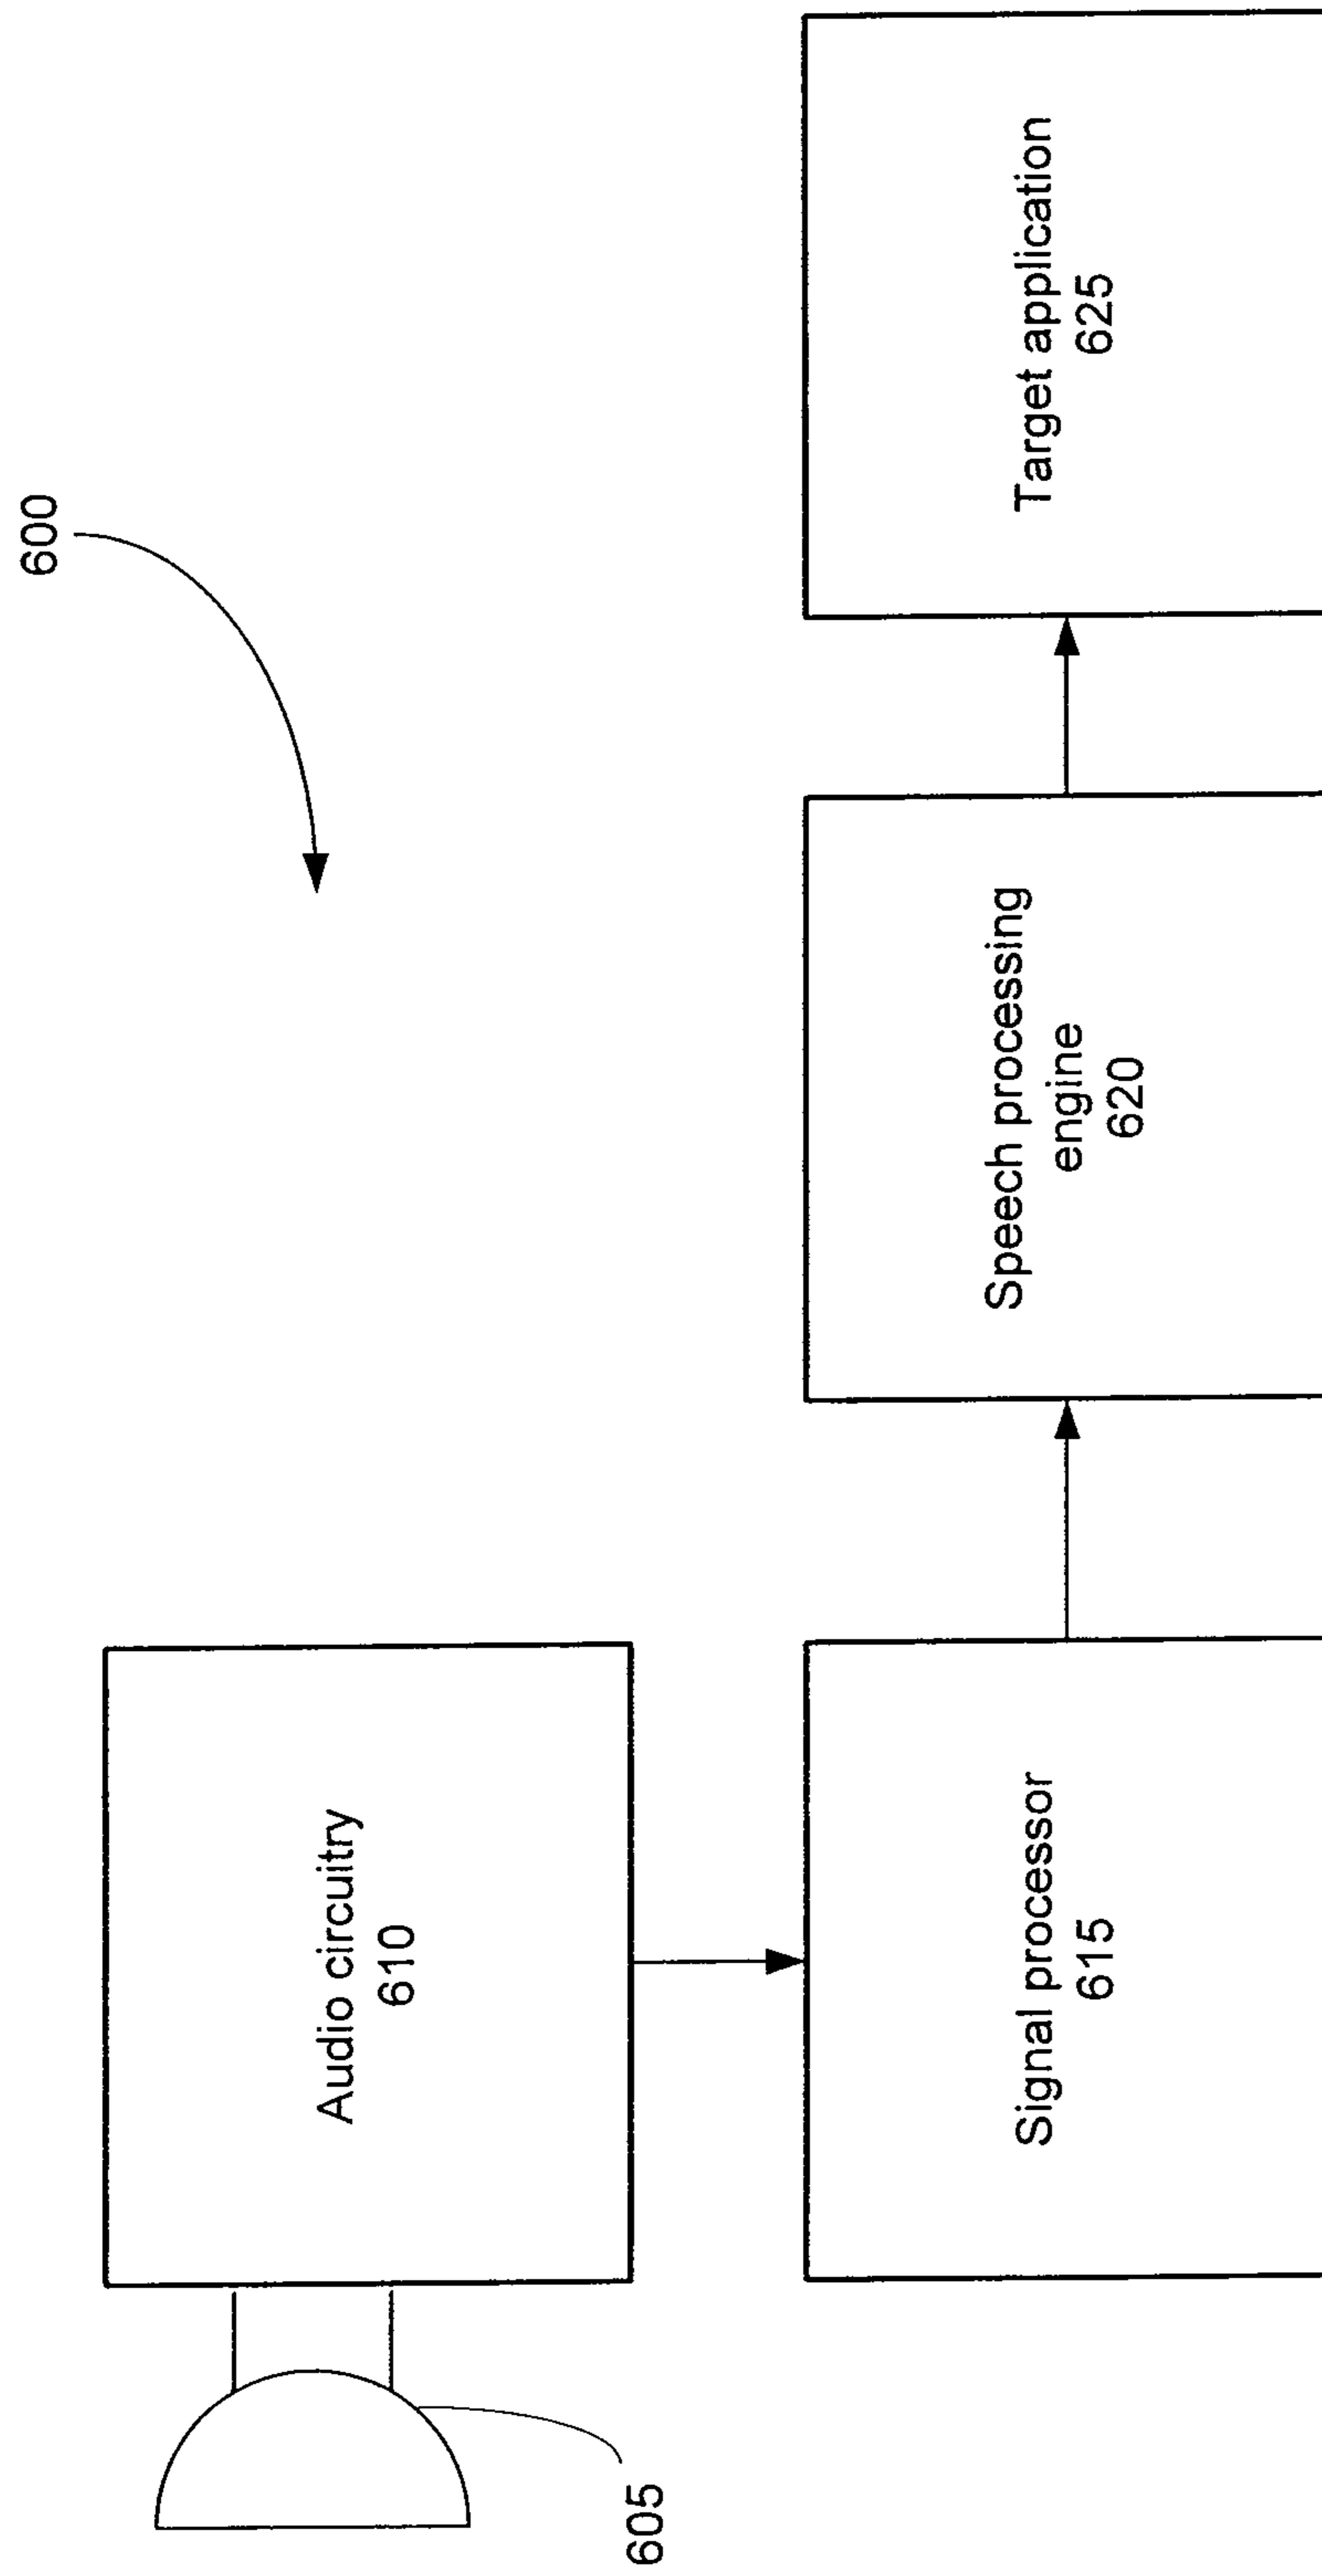 600
605
Audio circuitry
610
Signal processor
615
Speech processing
engine
620
Target application
625